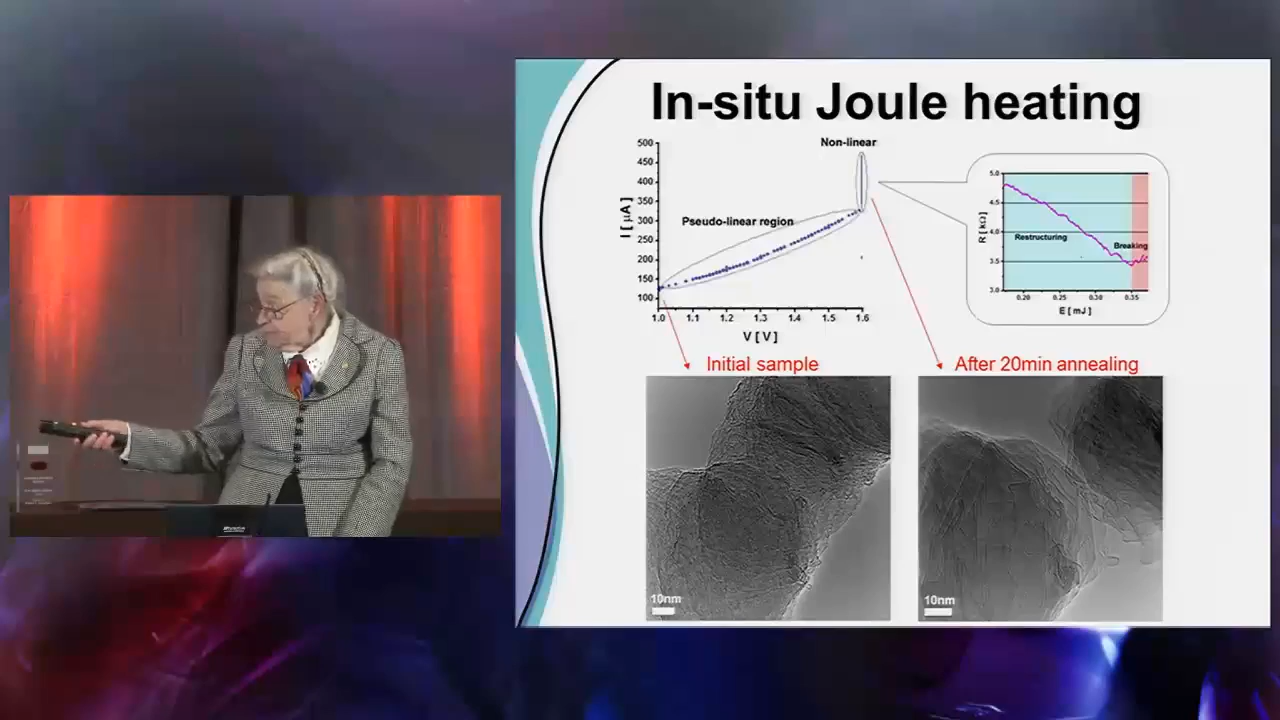 In-situ Joule heating
500
450
400
350
300
250
200
150
100
I [ µA ]
1.0 1.1 1.2 1.3 1.4 1.5 1.6
V [ V ]
Non-linear
Pseudo-linear region
5.0
4.5
4.0
3.5
3.0
R [ kΩ ]
Restructuring
Breaking
0.20 0.25 0.30 0.35
E [ mJ ]
Initial sample
After 20min annealing
10nm
10nm